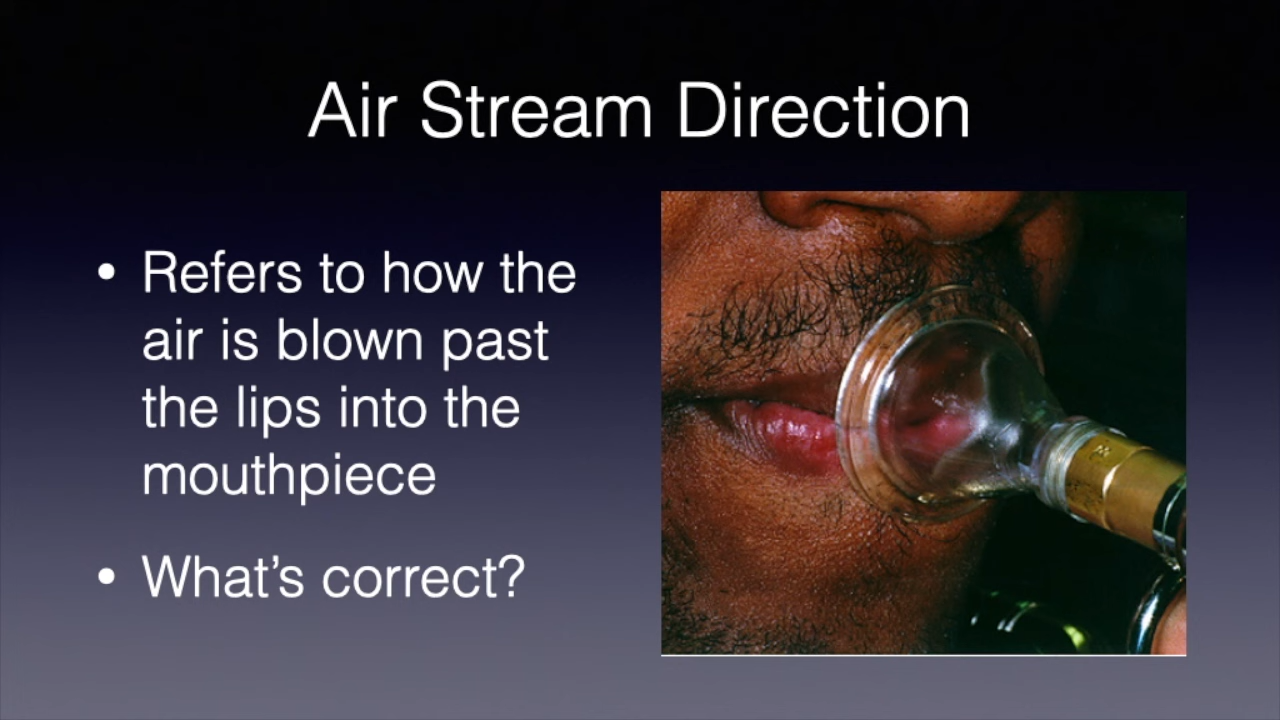 Air Stream Direction
• Refers to how the
air is blown past
the lips into the
mouthpiece
• What’s correct?